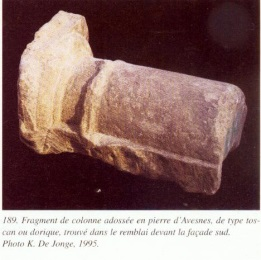 189. Fragment de colonne adossée en pierre d'Avesnes, de type tos-
can ou dorique, trouvé dans le remblai devant la façade sud.
Photo K. De Jonge, 1995.